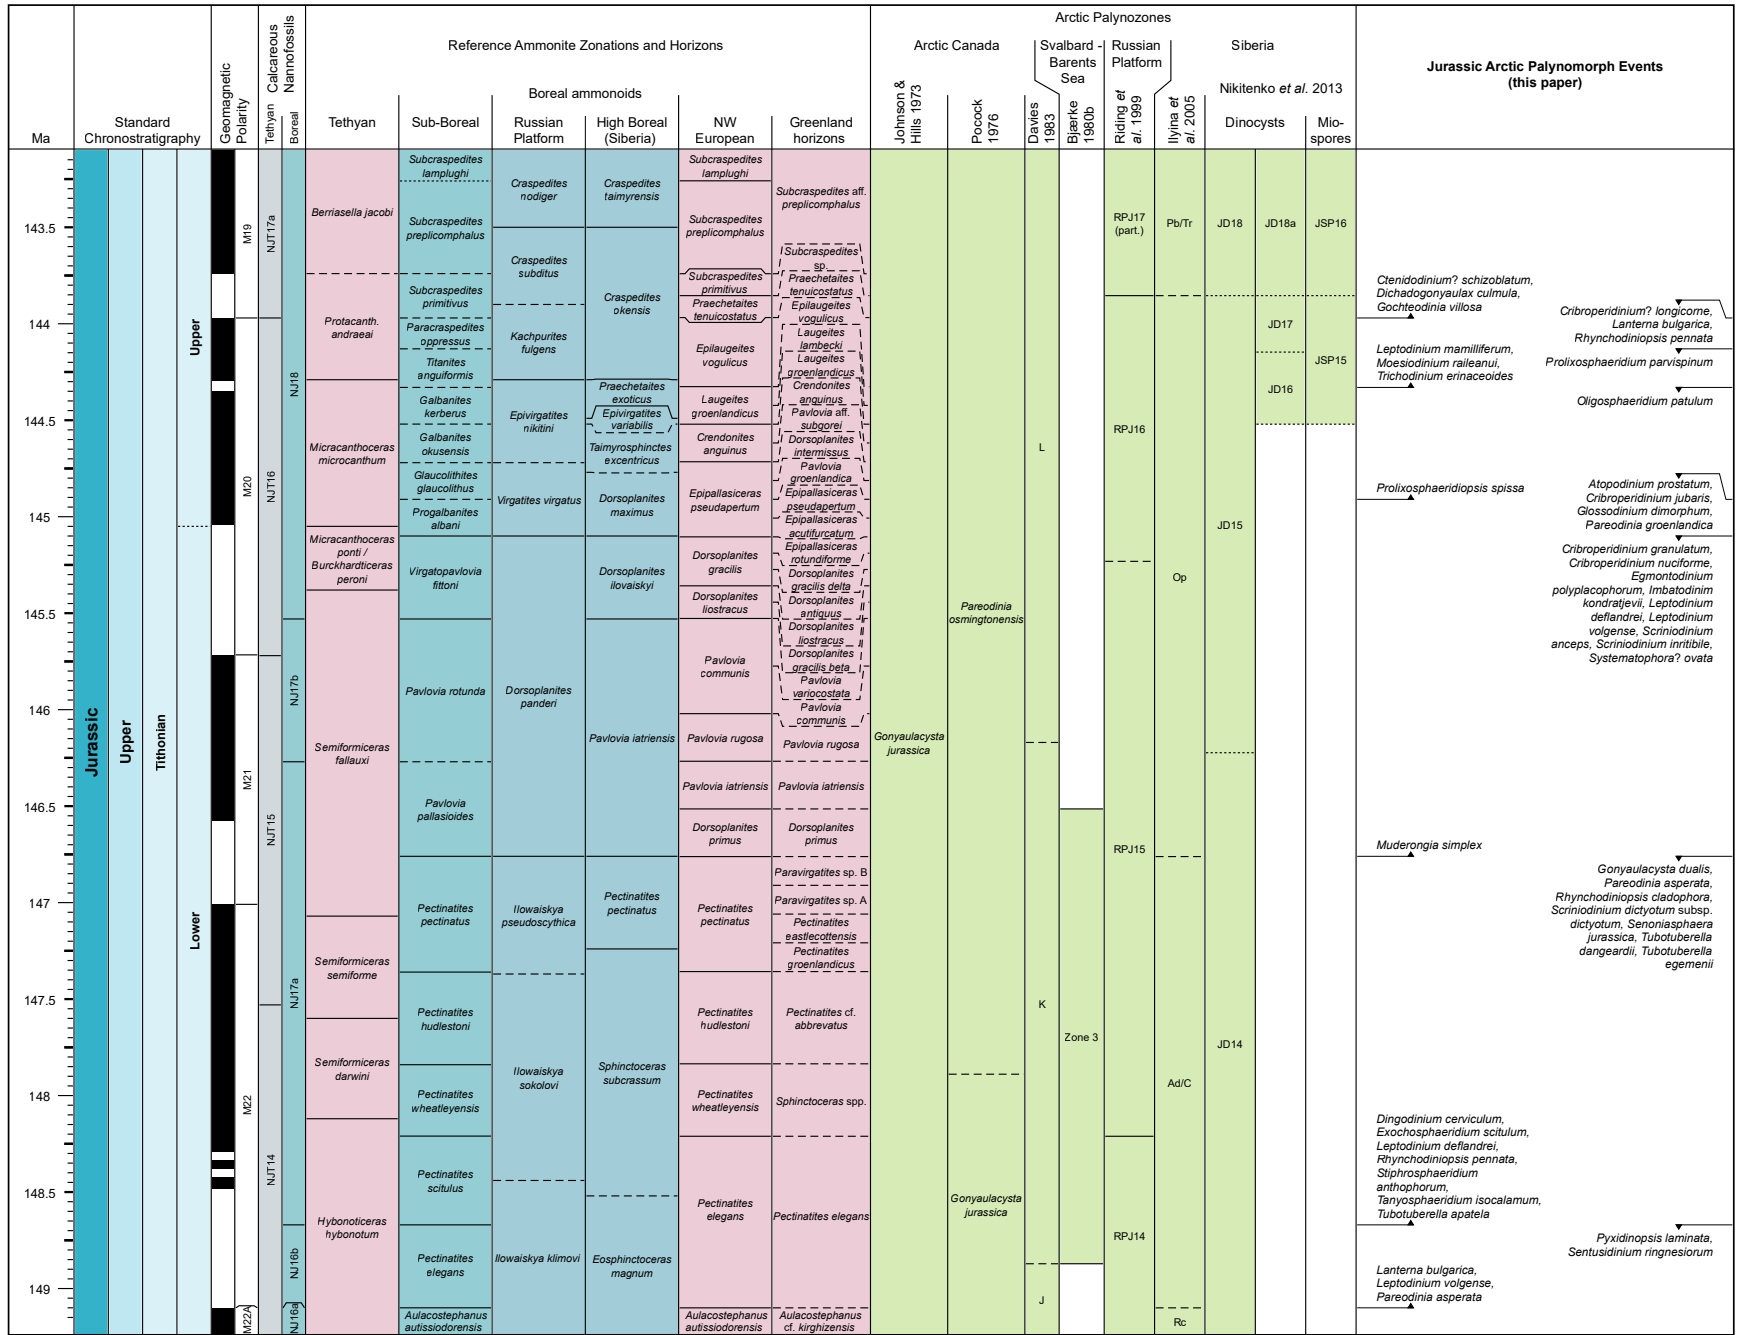 Ma
Standard
Chronostratigraphy
Geomagnetic
Polarity
Calcareous
Nannofossils
Tethyan
Boreal
Reference Ammonite Zonations and Horizons
Boreal ammonoids
Tethyan
Sub-Boreal
Russian
Platform
High Boreal
(Siberia)
NW
European
Greenland
horizons
Arctic Palynozones
Arctic Canada
Svalbard -
Barents
Sea
Russian
Platform
Siberia
Johnson &
Hills 1973
Pocock
1976
Davies
1983
Bjærke
1980b
Riding et
al. 1999
Ilyina et
al. 2005
Nikitenko et al. 2013
Dinocysts
Mio-
spores
Jurassic Arctic Palynomorph Events
(this paper)
143.5
144
144.5
145
145.5
146
146.5
147
147.5
148
148.5
149
Jurassic
Upper
Tithonian
Upper
Lower
M19
M20
M21
M22
M22A
NJT17a
NJT16
NJT15
NJT14
NJ18
NJ17b
NJ17a
NJ16b
NJ16a
Berriasella jacobi
Protacanth.
andraeai
Micracanthoceras
microcanthum
Micracanthoceras
ponti /
Burckhardticeras
peroni
Semiformiceras
fallauxi
Semiformiceras
semiforme
Semiformiceras
darwini
Hybonoticeras
hybonotum
Subcraspedites
lamplughi
Subcraspedites
preplicomphalus
Subcraspedites
primitivus
Paracraspedites
oppressus
Titanites
anguiformis
Galbanites
kerberus
Galbanites
okusensis
Glaucolithites
glaucolithus
Progalbanites
albani
Virgatopavlovia
fittoni
Pavlovia rotunda
Pavlovia
pallasioides
Pectinatites
pectinatus
Pectinatites
hudlestoni
Pectinatites
wheatleyensis
Pectinatites
scitulus
Pectinatites
elegans
Aulacostephanus
autissiodorensis
Craspedites
nodiger
Craspedites
subditus
Kachpurites
fulgens
Epivirgatites
nikitini
Virgatites virgatus
Dorsoplanites
panderi
Ilowaiskya
pseudoscythica
Ilowaiskya
sokolovi
Ilowaiskya klimovi
Craspedites
taimyrensis
Craspedites
okensis
Praechetaites
exoticus
Epivirgatites
variabilis
Taimyrosphinctes
excentricus
Dorsoplanites
maximus
Dorsoplanites
ilovaiskyi
Pavlovia iatriensis
Pectinatites
pectinatus
Sphinctoceras
subcrassum
Eosphinctoceras
magnum
Subcraspedites
lamplughi
Subcraspedites
preplicomphalus
Subcraspedites
primitivus
Praechetaites
tenuicostatus
Epilaugeites
vogulicus
Laugeites
groenlandicus
Crendonites
anguinus
Epipallasiceras
pseudapertum
Dorsoplanites
gracilis
Dorsoplanites
liostracus
Pavlovia
communis
Pavlovia rugosa
Pavlovia iatriensis
Dorsoplanites
primus
Pectinatites
pectinatus
Pectinatites
hudlestoni
Pectinatites
wheatleyensis
Pectinatites
elegans
Aulacostephanus
autissiodorensis
Subcraspedites aff.
preplicomphalus
Subcraspedites
sp.
Praechetaites
tenuicostatus
Epilaugeites
vogulicus
Laugeites
lambecki
Laugeites
groenlandicus
Crendonites
anguinus
Pavlovia aff.
subgorei
Dorsoplanites
intermissus
Pavlovia
groenlandica
Epipallasiceras
pseudapertum
Epipallasiceras
acutifurcatum
Epipallasiceras
rotundiforme
Dorsoplanites
gracilis delta
Dorsoplanites
antiquus
Dorsoplanites
liostracus
Dorsoplanites
gracilis beta
Pavlovia
variocostata
Pavlovia
communis
Pavlovia rugosa
Pavlovia iatriensis
Dorsoplanites
primus
Paravirgatites sp. B
Paravirgatites sp. A
Pectinatites
eastlecottensis
Pectinatites
groenlandicus
Pectinatites cf.
abbrevatus
Sphinctoceras spp.
Pectinatites elegans
Aulacostephanus
cf. kirghizensis
Gonyaulacysta
jurassica
Pareodinia
osmingtonensis
Gonyaulacysta
jurassica
L
K
J
Zone 3
RPJ17
(part.)
RPJ16
RPJ15
RPJ14
Pb/Tr
Op
Ad/C
Rc
JD18
JD15
JD14
JD18a
JD17
JD16
JSP16
JSP15
Ctenidodinium? schizoblatum,
Dichadogonyaulax culmula,
Gochteodinia villosa
Cribroperidinium? longicorne,
Lanterna bulgarica,
Rhynchodiniopsis pennata
Leptodinium mamilliferum,
Moesiodinium raileanui,
Trichodinium erinaceoides
Prolixosphaeridium parvispinum
Oligosphaeridium patulum
Prolixosphaeridiopsis spissa
Atopodinium prostatum,
Cribroperidinium jubaris,
Glossodinium dimorphum,
Pareodinia groenlandica
Cribroperidinium granulatum,
Cribroperidinium nuciforme,
Egmontodinium
polyplacophorum, Imbatodinim
kondratjevii, Leptodinium
deflandrei, Leptodinium
volgense, Scriniodinium
anceps, Scriniodinium inritibile,
Systematophora? ovata
Muderongia simplex
Gonyaulacysta dualis,
Pareodinia asperata,
Rhynchodiniopsis cladophora,
Scriniodinium dictyotum subsp.
dictyotum, Senoniasphaera
jurassica, Tubotuberella
dangeardii, Tubotuberella
egemenii
Dingodinium cerviculum,
Exochosphaeridium scitulum,
Leptodinium deflandrei,
Rhynchodiniopsis pennata,
Stiphrosphaeridium
anthophorum,
Tanyosphaeridium isocalamum,
Tubotuberella apatela
Pyxidinopsis laminata,
Sentusidinium ringnesiorum
Lanterna bulgarica,
Leptodinium volgense,
Pareodinia asperata